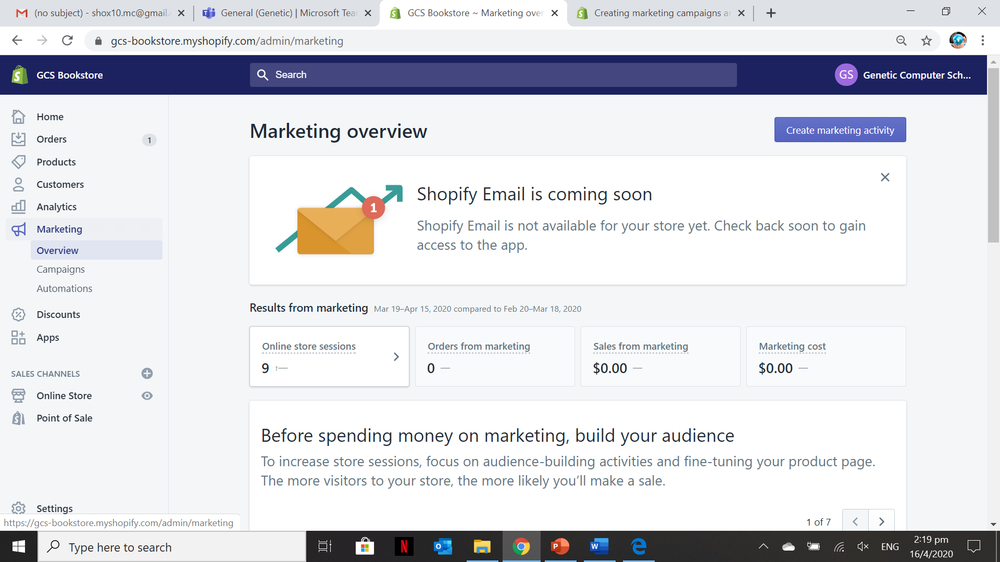 (no subject) - shox10.mc@gmail.
General (Genetic) | Microsoft Tea
GCS Bookstore ~ Marketing over
Creating marketing campaigns a
gcs-bookstore.myshopify.com/admin/marketing
GCS Bookstore
Search
GS
Genetic Computer Sch...
Home
Orders
1
Products
Customers
Analytics
Marketing
Overview
Campaigns
Automations
Discounts
Apps
SALES CHANNELS
Online Store
Point of Sale
Settings
https://gcs-bookstore.myshopify.com/admin/marketing
Marketing overview
Create marketing activity
1
Shopify Email is coming soon
Shopify Email is not available for your store yet. Check back soon to gain
access to the app.
Results from marketing Mar 19–Apr 15, 2020 compared to Feb 20–Mar 18, 2020
Online store sessions
9 ↑—
Orders from marketing
0 —
Sales from marketing
$0.00 —
Marketing cost
$0.00 —
Before spending money on marketing, build your audience
To increase store sessions, focus on audience-building activities and fine-tuning your product page.
The more visitors to your store, the more likely you’ll make a sale.
1 of 7
Type here to search
ENG
2:19 pm
16/4/2020